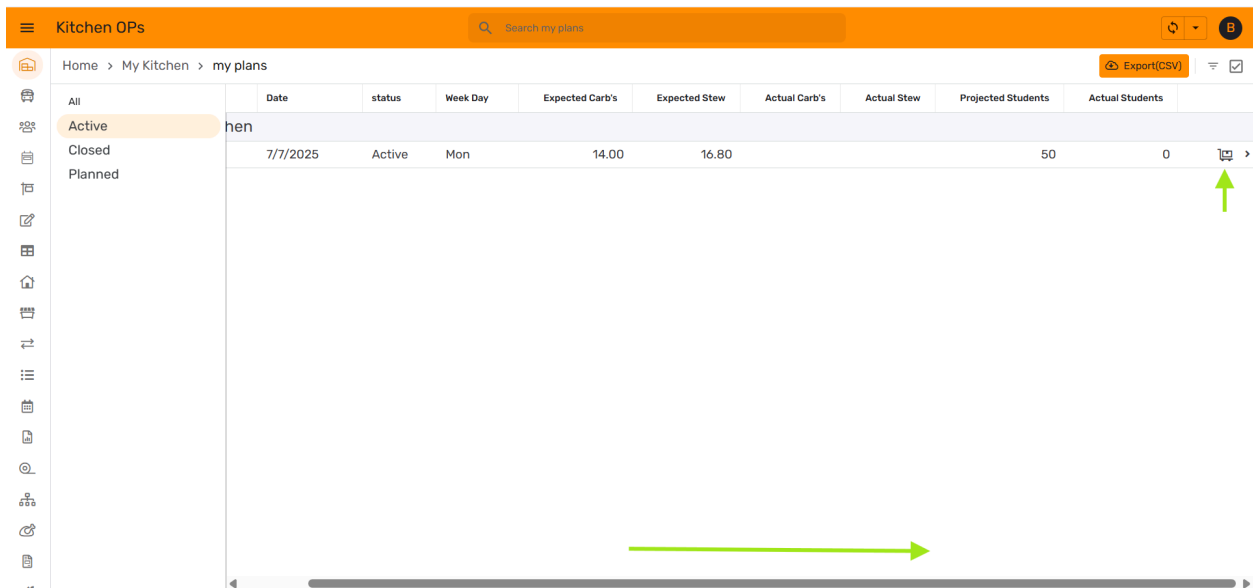 Kitchen OPs
Search my plans
B
Home > My Kitchen > my plans
Export(CSV)
All
Active
Closed
Planned
Date status Week Day Expected Carb's Expected Stew Actual Carb's Actual Stew Projected Students Actual Students
hen
7/7/2025 Active Mon 14.00 16.80 50 0